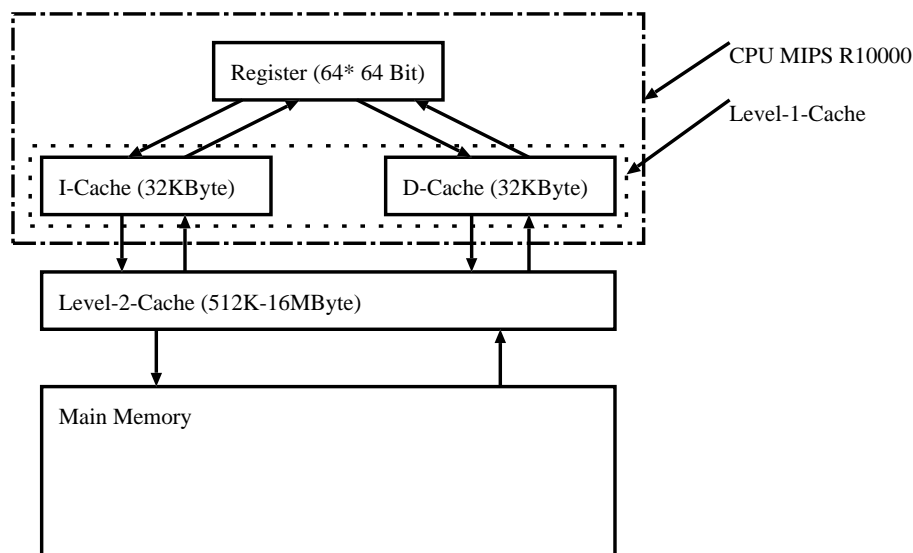 CPU MIPS R10000
Register (64* 64 Bit)
Level-1-Cache
I-Cache (32KByte)
D-Cache (32KByte)
Level-2-Cache (512K-16MByte)
Main Memory